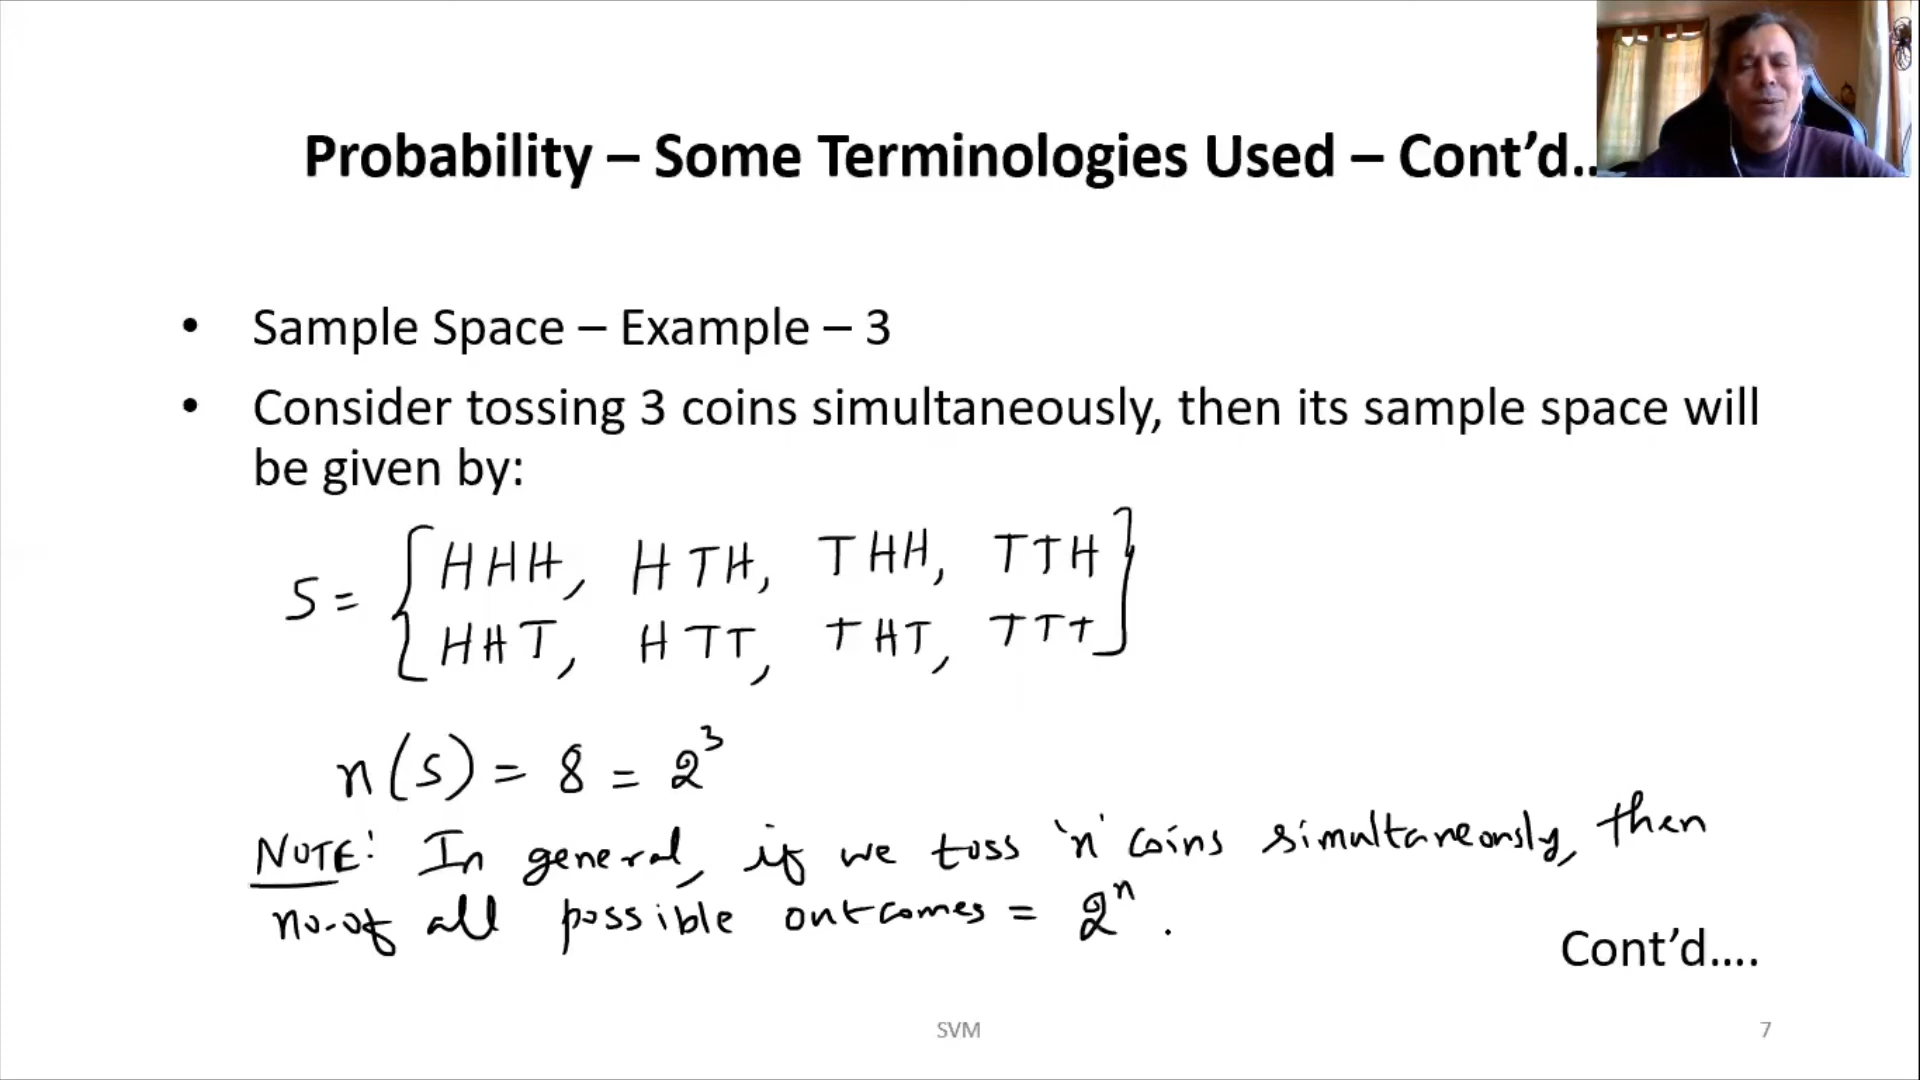 Probability – Some Terminologies Used – Cont’d..
• Sample Space – Example – 3
• Consider tossing 3 coins simultaneously, then its sample space will
be given by:
S = { HHH, HTH, THH, TTH
HHT, HTT, THT, TTT }
n(S) = 8 = 2³
NOTE: In general, if we toss 'n' coins simultaneously, then
no. of all possible outcomes = 2ⁿ.
Cont’d….
SVM
7